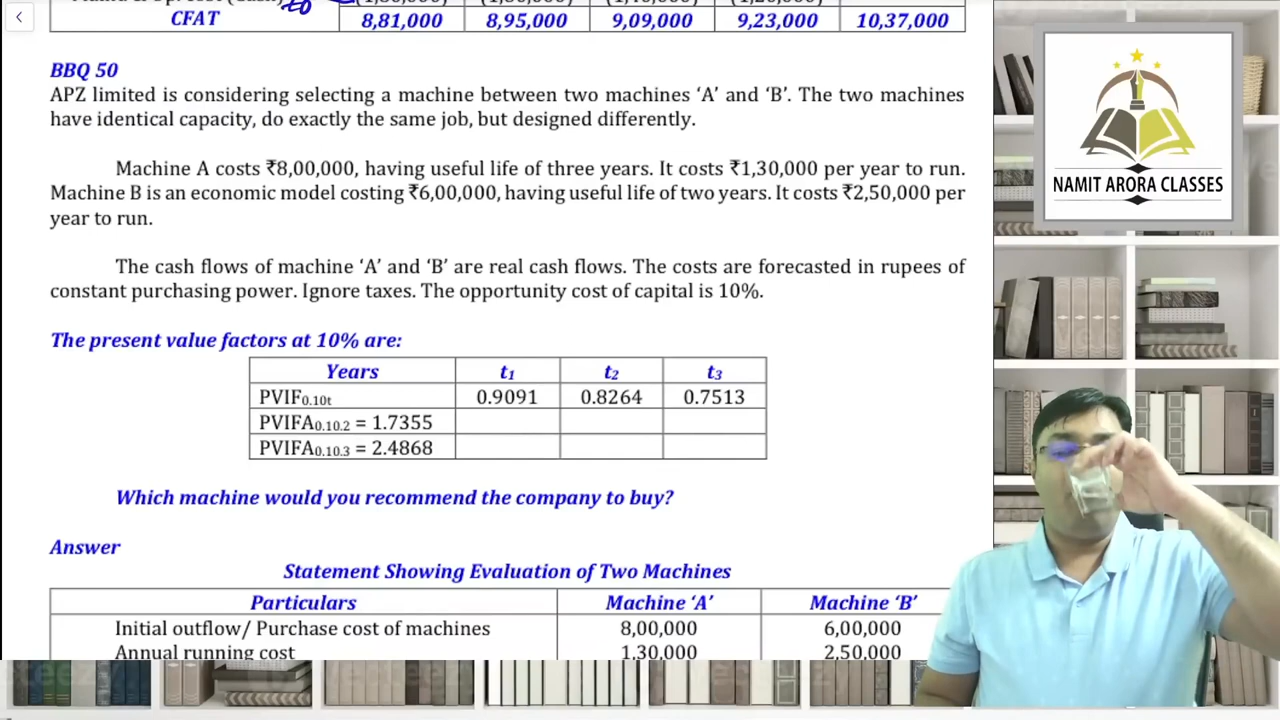 CFAT 8,81,000 8,95,000 9,09,000 9,23,000 10,37,000
BBQ 50
APZ limited is considering selecting a machine between two machines ‘A’ and ‘B’. The two machines
have identical capacity, do exactly the same job, but designed differently.
Machine A costs ₹8,00,000, having useful life of three years. It costs ₹1,30,000 per year to run.
Machine B is an economic model costing ₹6,00,000, having useful life of two years. It costs ₹2,50,000 per
year to run.
The cash flows of machine ‘A’ and ‘B’ are real cash flows. The costs are forecasted in rupees of
constant purchasing power. Ignore taxes. The opportunity cost of capital is 10%.
The present value factors at 10% are:
Years t1 t2 t3
PVIF0.10t 0.9091 0.8264 0.7513
PVIFA0.10.2 = 1.7355
PVIFA0.10.3 = 2.4868
Which machine would you recommend the company to buy?
Answer
Statement Showing Evaluation of Two Machines
Particulars Machine ‘A’ Machine ‘B’
Initial outflow/ Purchase cost of machines 8,00,000 6,00,000
Annual running cost 1,30,000 2,50,000
NAMIT ARORA CLASSES